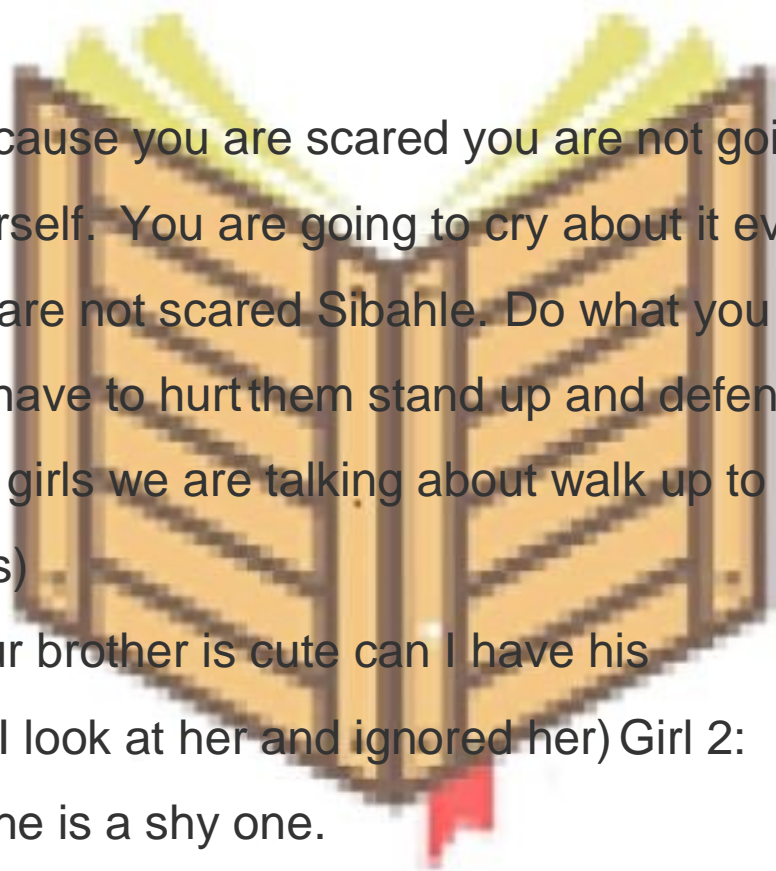 cause you are scared you are not goi
rself. You are going to cry about it ev
are not scared Sibahle. Do what you
have to hurt them stand up and defen
girls we are talking about walk up to
s)
ur brother is cute can I have his
I look at her and ignored her) Girl 2:
ne is a shy one.